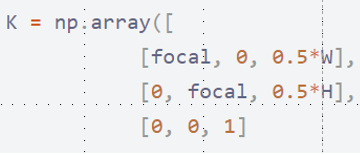 K = np.array([
[focal, 0, 0.5*W],
[0, focal, 0.5*H],
[0, 0, 1]